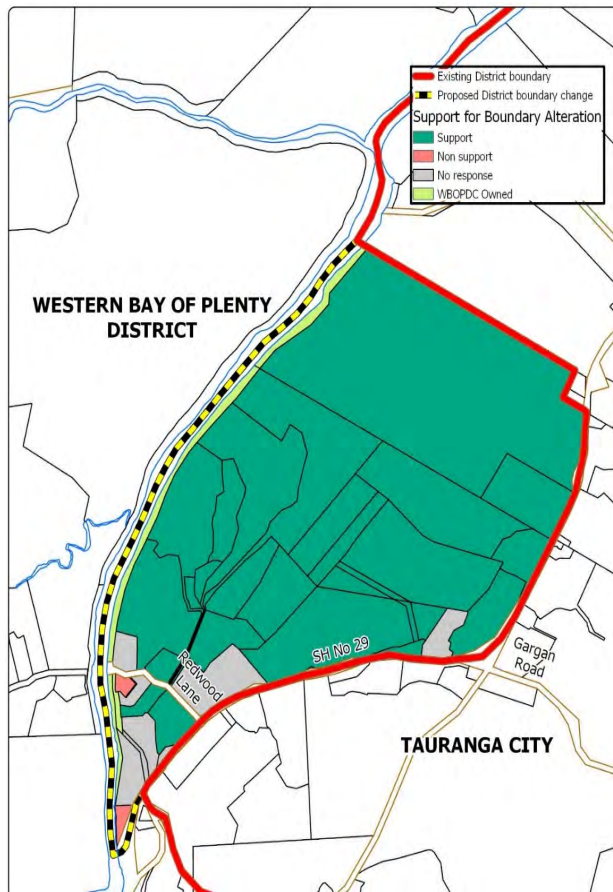 Existing District boundary
Proposed District boundary change
Support for Boundary Alteration
Support
Non support
No response
WBOPDC Owned
WESTERN BAY OF PLENTY
DISTRICT
Redwood
Lane
SH No 29
Gargan
Road
TAURANGA CITY